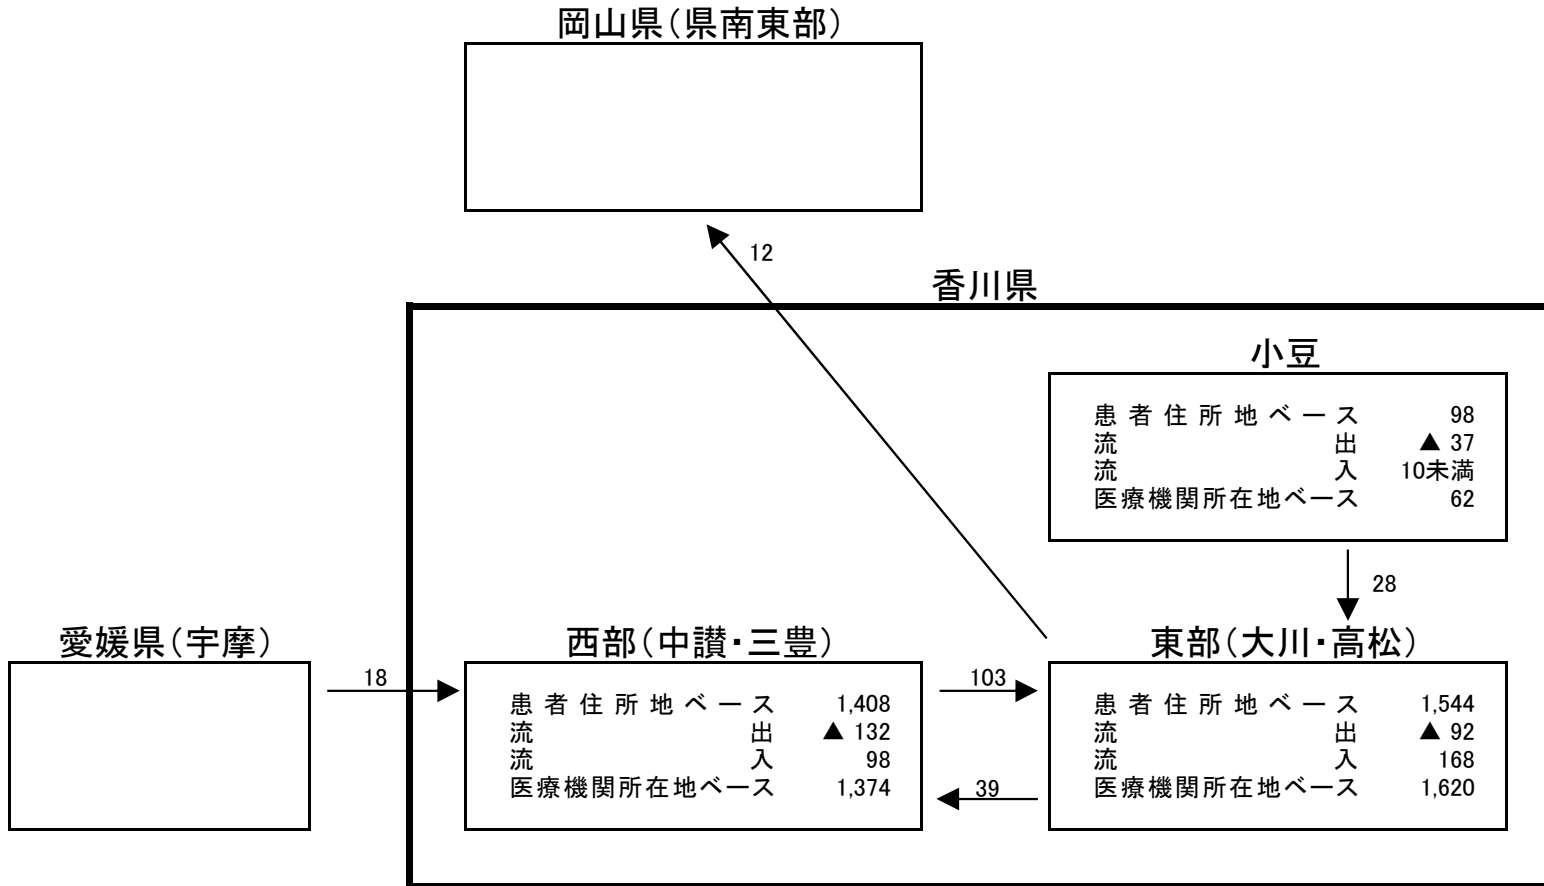 岡山県(県南東部)
12
香川県
小豆
患者住所地ベース 98
流出 ▲ 37
流入 10未満
医療機関所在地ベース 62
28
愛媛県(宇摩)
18
西部(中讃・三豊)
患者住所地ベース 1,408
流出 ▲ 132
流入 98
医療機関所在地ベース 1,374
103
39
東部(大川・高松)
患者住所地ベース 1,544
流出 ▲ 92
流入 168
医療機関所在地ベース 1,620